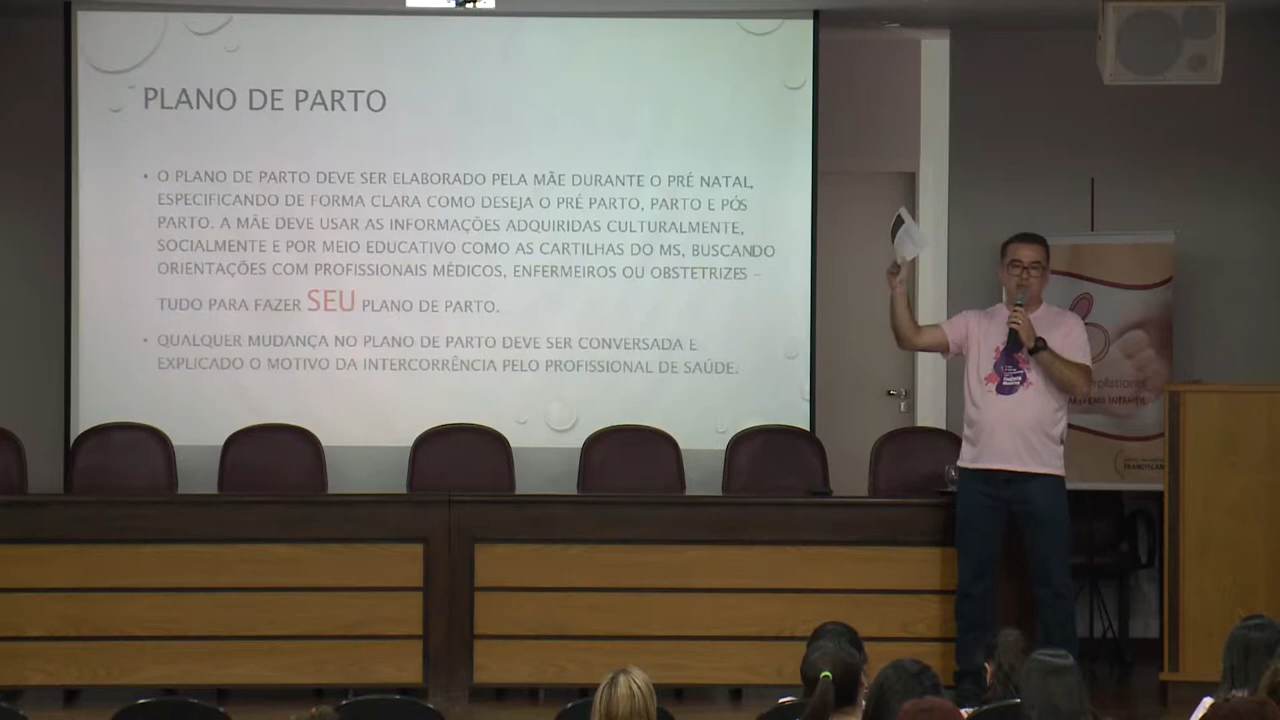 PLANO DE PARTO
• O PLANO DE PARTO DEVE SER ELABORADO PELA MÃE DURANTE O PRÉ NATAL,
ESPECIFICANDO DE FORMA CLARA COMO DESEJA O PRÉ PARTO, PARTO E PÓS
PARTO. A MÃE DEVE USAR AS INFORMAÇÕES ADQUIRIDAS CULTURALMENTE,
SOCIALMENTE E POR MEIO EDUCATIVO COMO AS CARTILHAS DO MS, BUSCANDO
ORIENTAÇÕES COM PROFISSIONAIS MÉDICOS, ENFERMEIROS OU OBSTETRIZES –
TUDO PARA FAZER SEU PLANO DE PARTO.
• QUALQUER MUDANÇA NO PLANO DE PARTO DEVE SER CONVERSADA E
EXPLICADO O MOTIVO DA INTERCORRÊNCIA PELO PROFISSIONAL DE SAÚDE.
INFANTIL